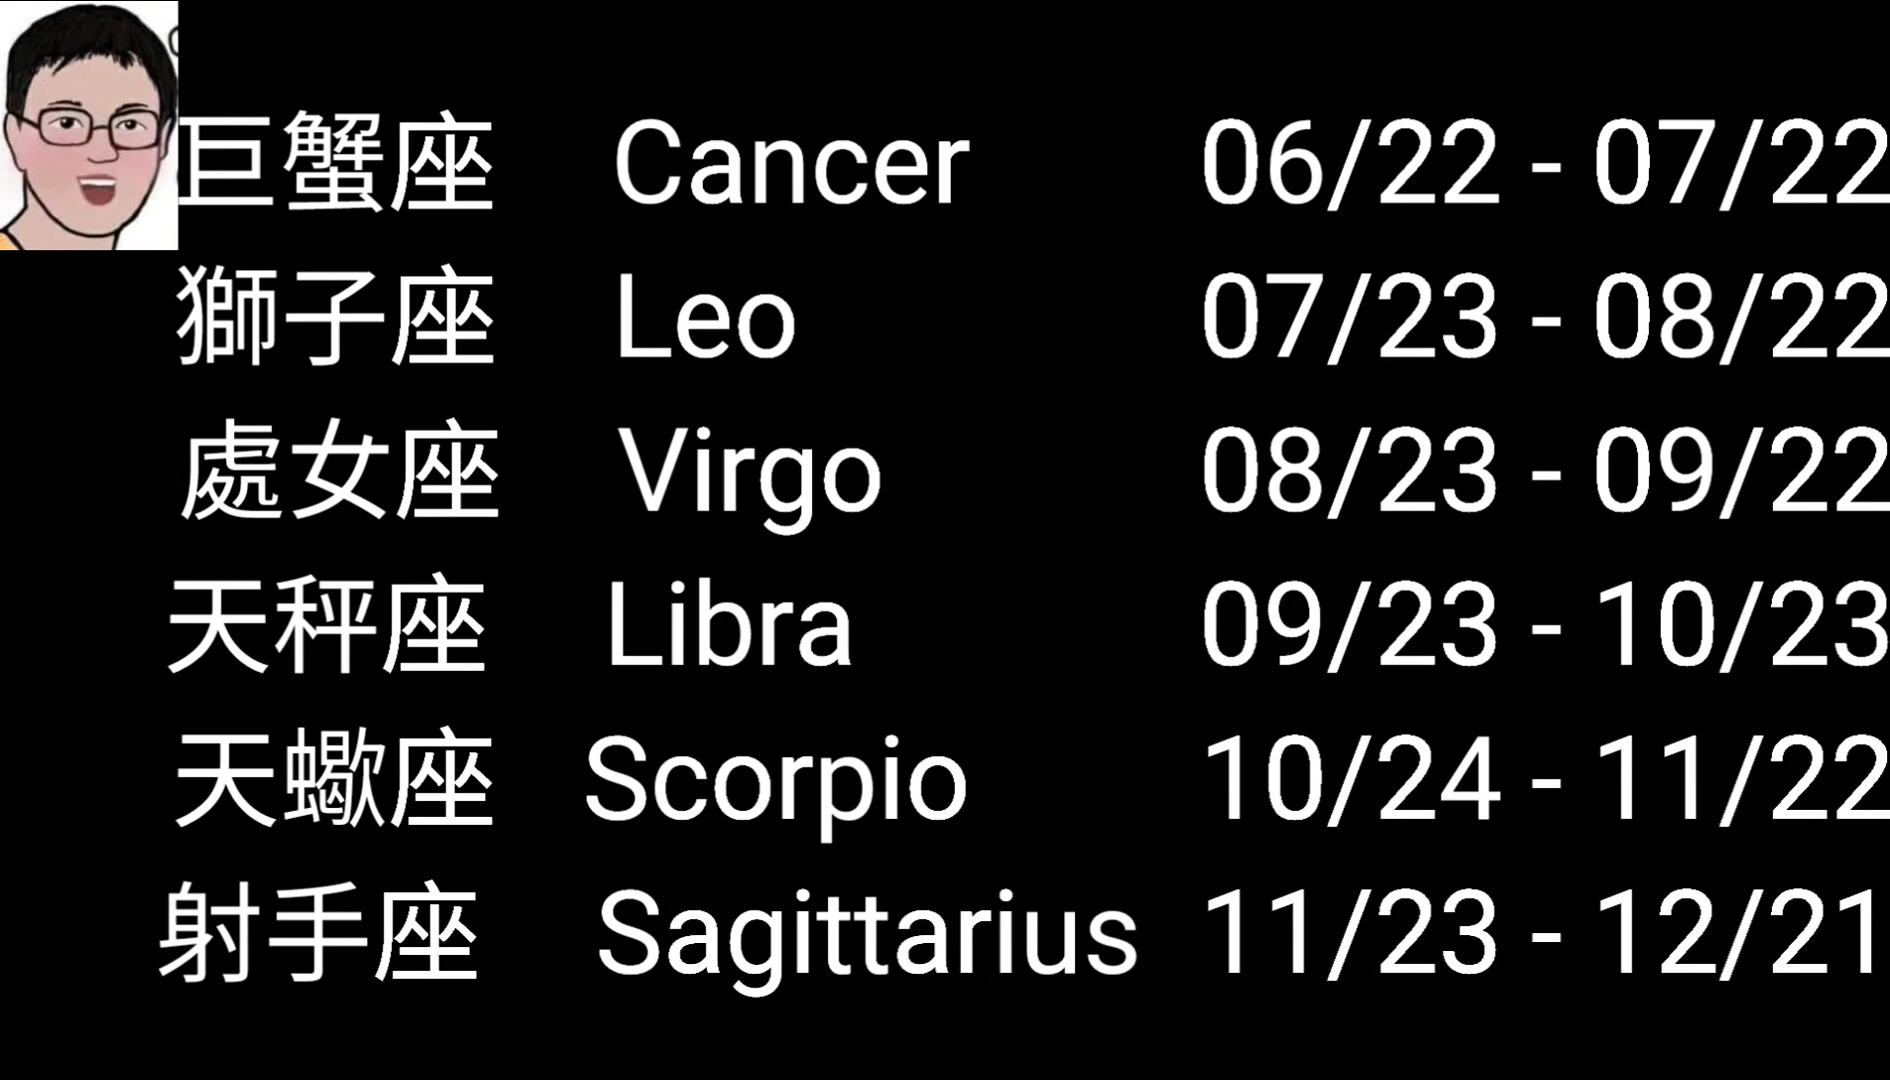 巨蟹座 Cancer 06/22 - 07/22
獅子座 Leo 07/23 - 08/22
處女座 Virgo 08/23 - 09/22
天秤座 Libra 09/23 - 10/23
天蠍座 Scorpio 10/24 - 11/22
射手座 Sagittarius 11/23 - 12/21